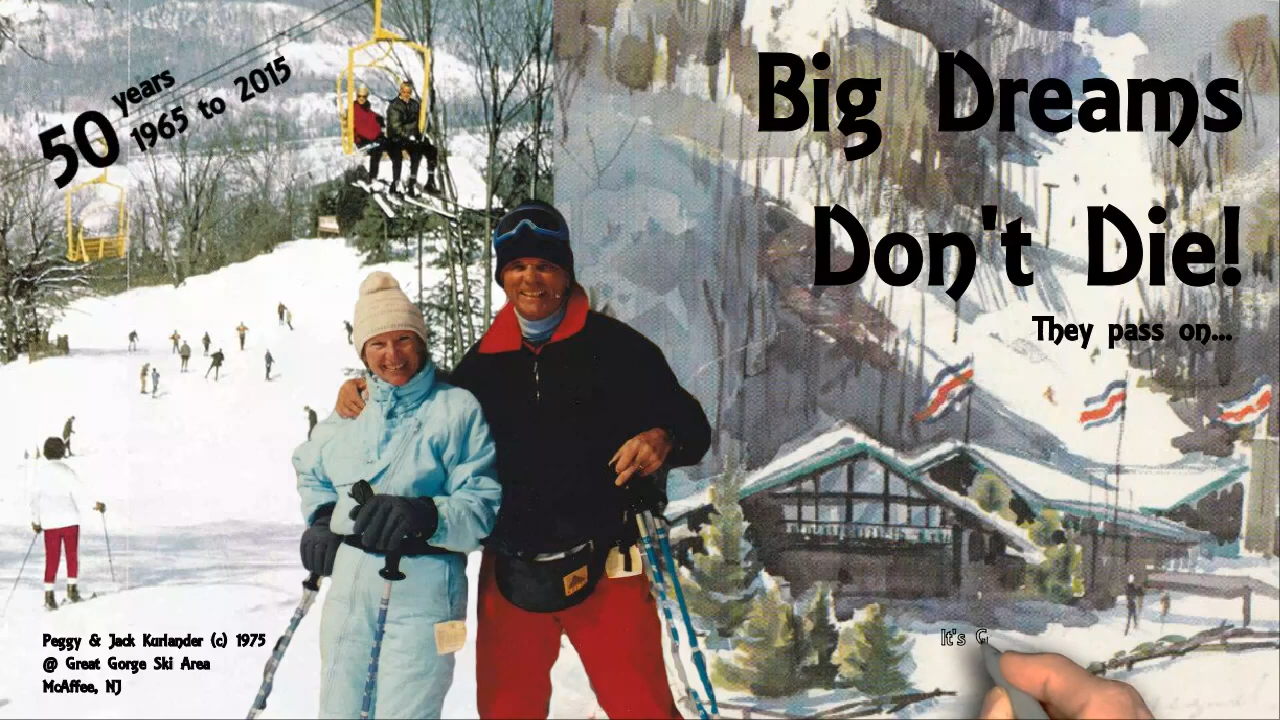 50 years
1965 to 2015
Big Dreams
Don't Die!
They pass on...
Peggy & Jack Kurlander (c) 1975
@ Great Gorge Ski Area
McAffee, NJ
It's G